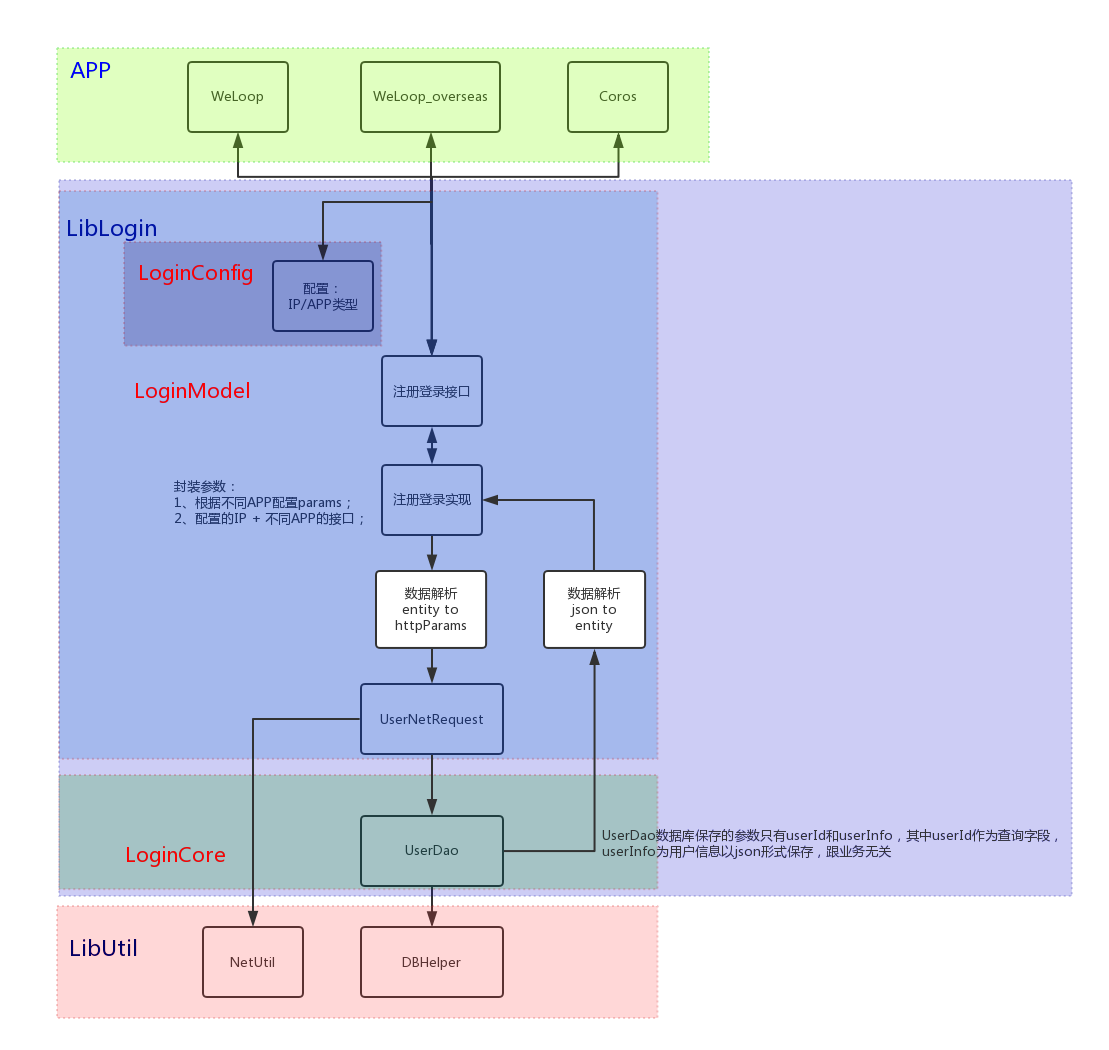 APP
WeLoop
WeLoop_overseas
Coros
LibLogin
LoginConfig
配置：
IP/APP类型
LoginModel
注册登录接口
封装参数：
1、根据不同APP配置params；
2、配置的IP + 不同APP的接口；
注册登录实现
数据解析
entity to
httpParams
数据解析
json to
entity
UserNetRequest
LoginCore
UserDao
UserDao数据库保存的参数只有userId和userInfo，其中userId作为查询字段，
userInfo为用户信息以json形式保存，跟业务无关
LibUtil
NetUtil
DBHelper